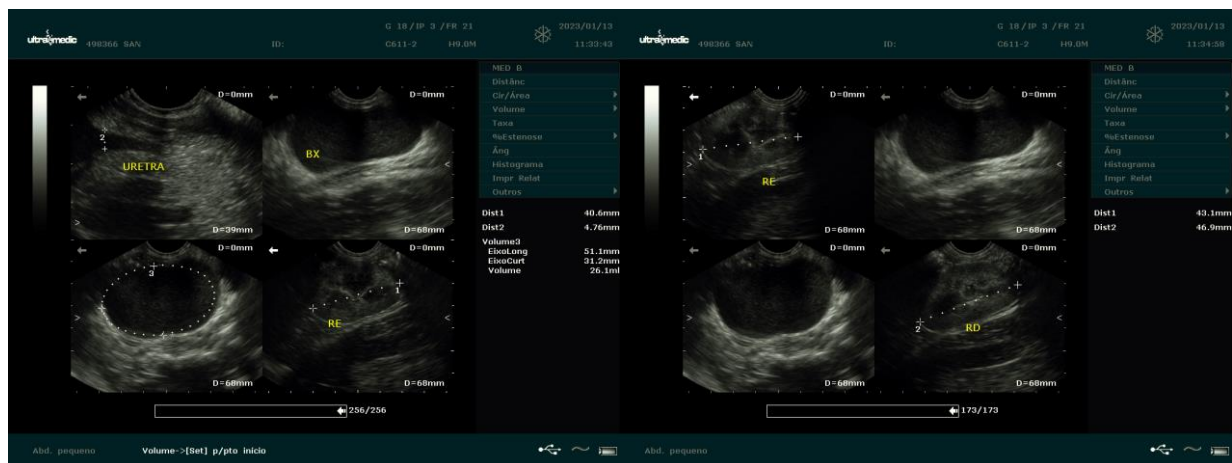 G 18/IP 3 /FR 21
2023/01/13
ultramedic
498366 SAN
ID:
C611-2
H9.0M
11:33:43
MED B
Distânc
Cir/Área
Volume
Taxa
%Estenose
Âng
Histograma
Impr Relat
Outros
Dist1 40.6mm
Dist2 4.76mm
Volume3
EixoLong 51.1mm
EixoCurt 31.2mm
Volume 26.1ml
D=0mm
2
URETRA
D=39mm
D=0mm
BX
D=68mm
D=0mm
3
D=68mm
D=0mm
1
RE
D=68mm
256/256
Abd. pequeno
Volume->[Set] p/pto inicio
G 18/IP 3 /FR 21
2023/01/13
ultramedic
498366 SAN
ID:
C611-2
H9.0M
11:34:58
MED B
Distânc
Cir/Área
Volume
Taxa
%Estenose
Âng
Histograma
Impr Relat
Outros
Dist1 43.1mm
Dist2 46.9mm
D=0mm
1
RE
D=68mm
D=0mm
D=68mm
D=0mm
D=68mm
D=0mm
2
RD
D=68mm
173/173
Abd. pequeno